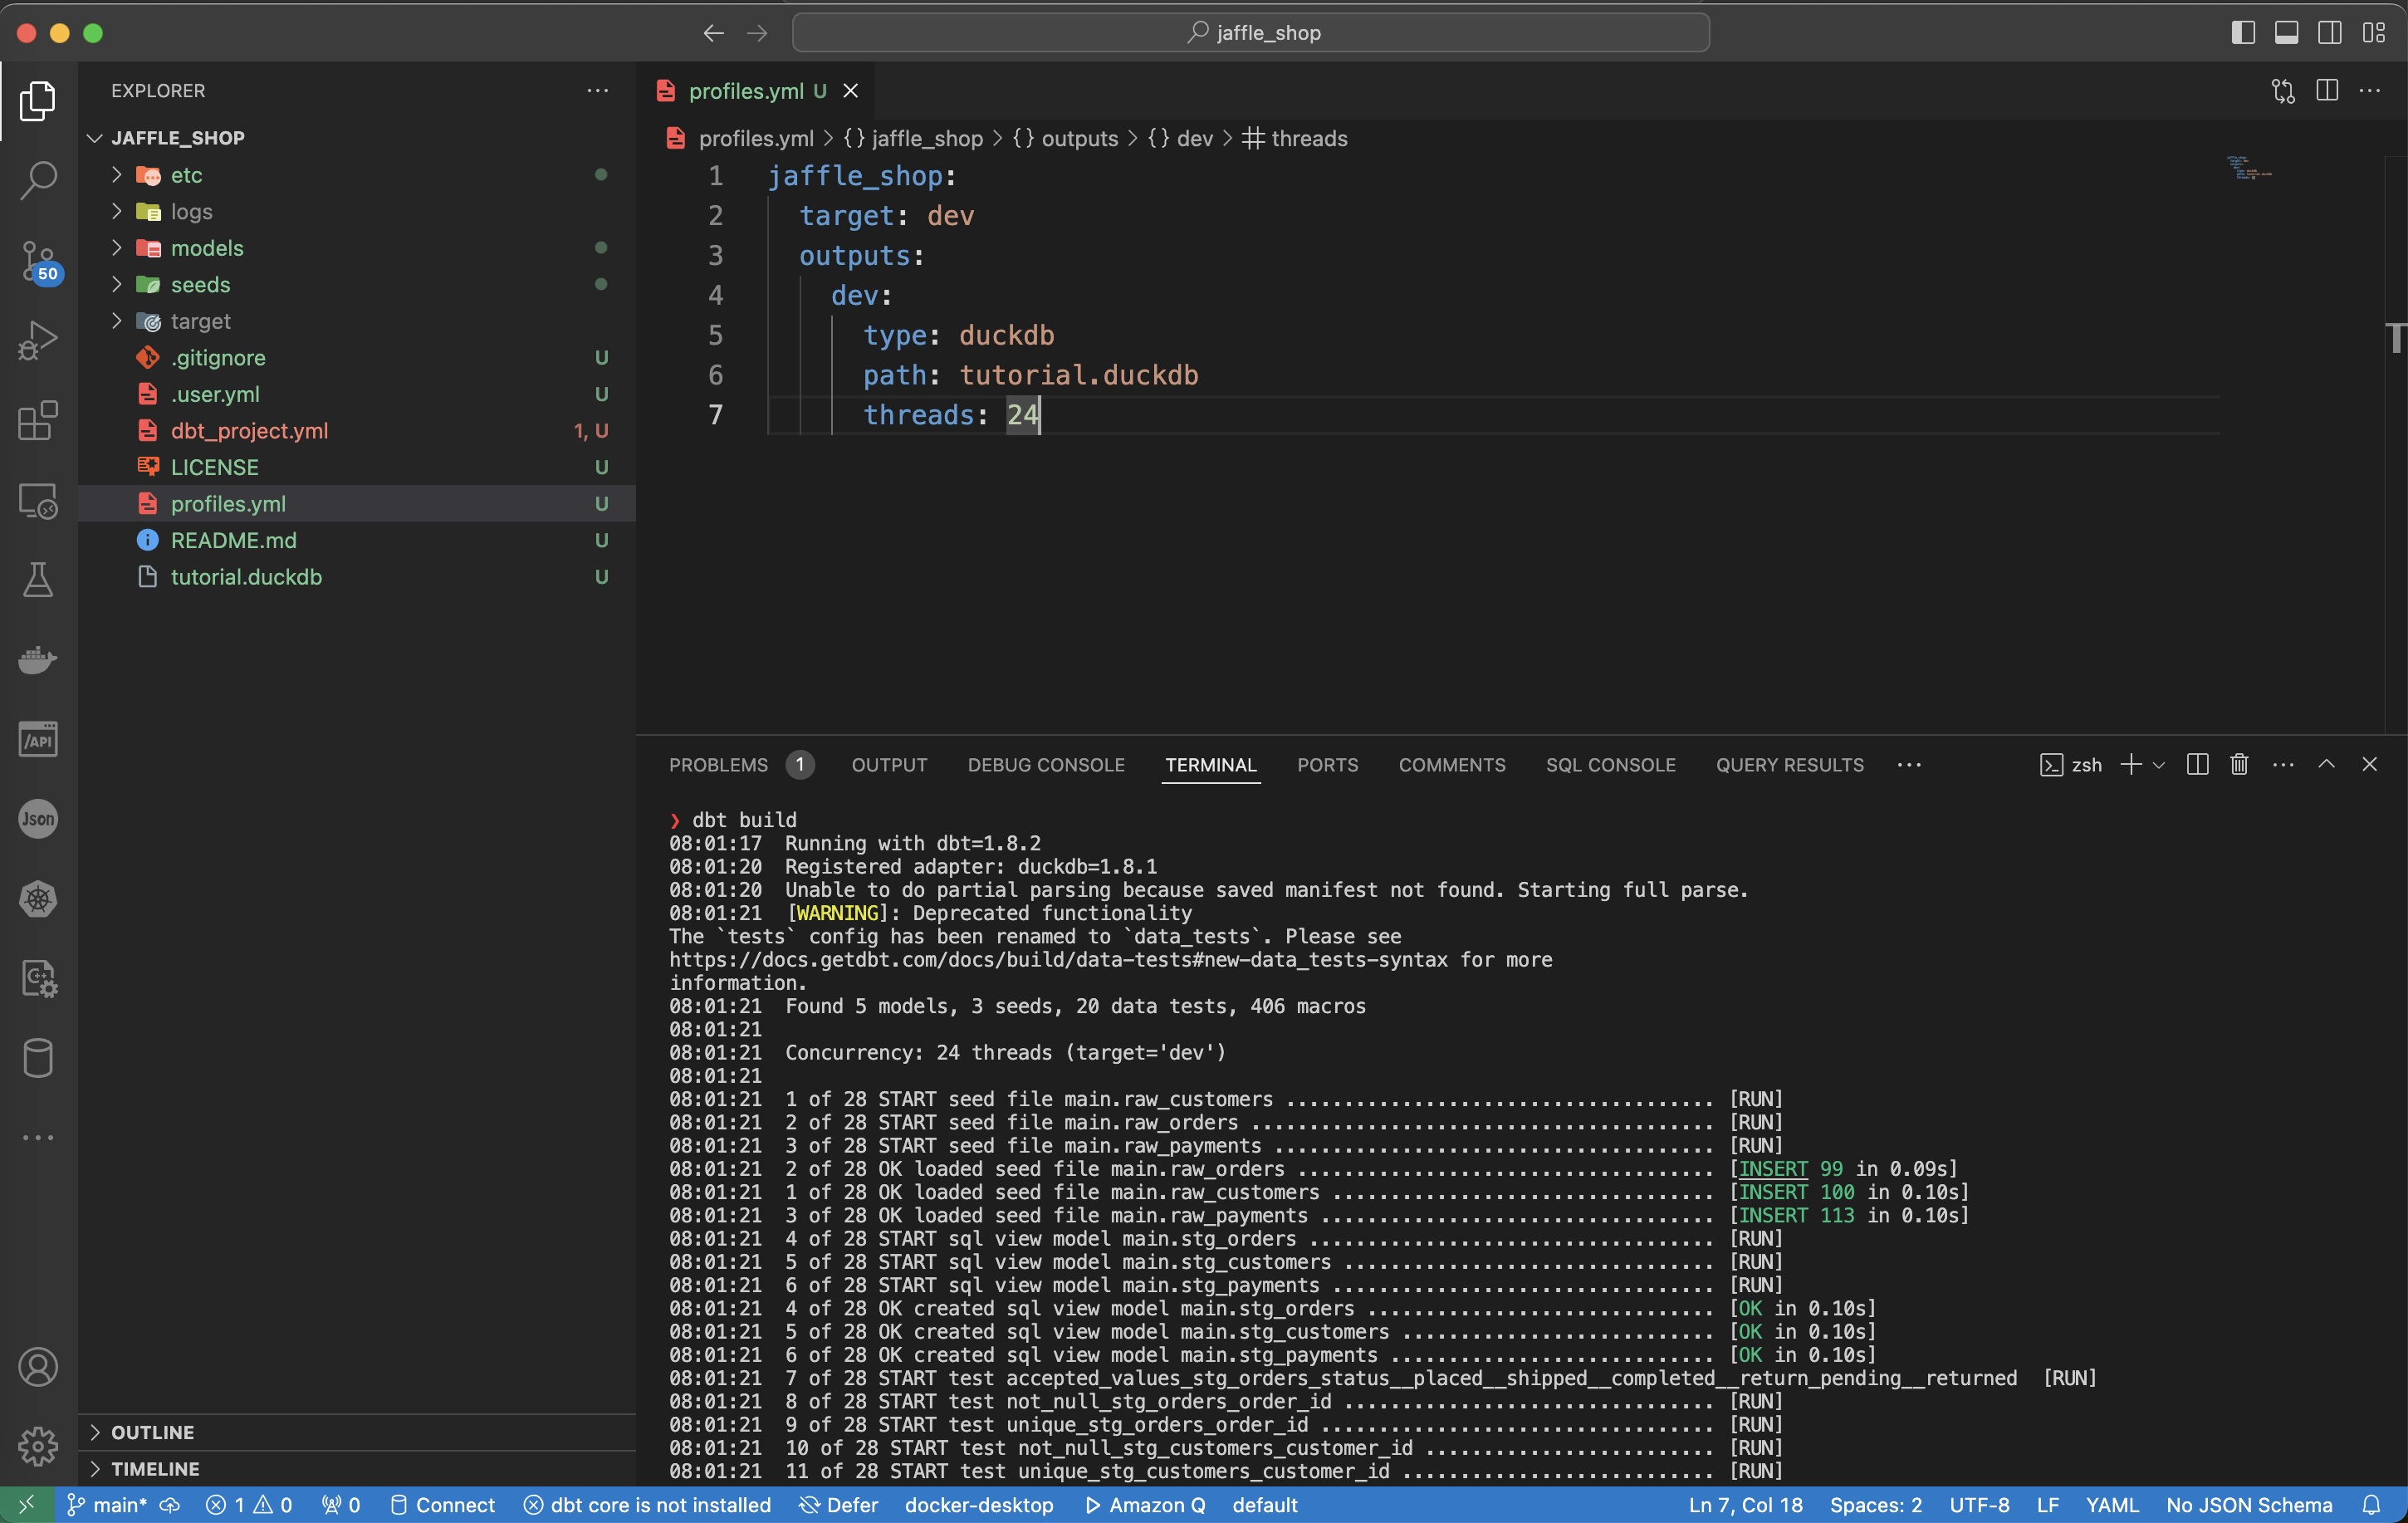 jaffle_shop
EXPLORER
JAFFLE_SHOP
etc
logs
models
seeds
target
.gitignore U
.user.yml U
dbt_project.yml 1, U
LICENSE U
profiles.yml U
README.md U
tutorial.duckdb U
OUTLINE
TIMELINE
50
/API
Json
profiles.yml U
profiles.yml > {} jaffle_shop > {} outputs > {} dev > # threads
1 jaffle_shop:
2 target: dev
3 outputs:
4 dev:
5 type: duckdb
6 path: tutorial.duckdb
7 threads: 24
PROBLEMS 1 OUTPUT DEBUG CONSOLE TERMINAL PORTS COMMENTS SQL CONSOLE QUERY RESULTS zsh
❯ dbt build
08:01:17 Running with dbt=1.8.2
08:01:20 Registered adapter: duckdb=1.8.1
08:01:20 Unable to do partial parsing because saved manifest not found. Starting full parse.
08:01:21 [WARNING]: Deprecated functionality
The `tests` config has been renamed to `data_tests`. Please see
https://docs.getdbt.com/docs/build/data-tests#new-data_tests-syntax for more
information.
08:01:21 Found 5 models, 3 seeds, 20 data tests, 406 macros
08:01:21
08:01:21 Concurrency: 24 threads (target='dev')
08:01:21
08:01:21 1 of 28 START seed file main.raw_customers ..................................... [RUN]
08:01:21 2 of 28 START seed file main.raw_orders ........................................ [RUN]
08:01:21 3 of 28 START seed file main.raw_payments ...................................... [RUN]
08:01:21 2 of 28 OK loaded seed file main.raw_orders .................................... [INSERT 99 in 0.09s]
08:01:21 1 of 28 OK loaded seed file main.raw_customers ................................. [INSERT 100 in 0.10s]
08:01:21 3 of 28 OK loaded seed file main.raw_payments .................................. [INSERT 113 in 0.10s]
08:01:21 4 of 28 START sql view model main.stg_orders ................................... [RUN]
08:01:21 5 of 28 START sql view model main.stg_customers ................................ [RUN]
08:01:21 6 of 28 START sql view model main.stg_payments ................................. [RUN]
08:01:21 4 of 28 OK created sql view model main.stg_orders .............................. [OK in 0.10s]
08:01:21 5 of 28 OK created sql view model main.stg_customers ........................... [OK in 0.10s]
08:01:21 6 of 28 OK created sql view model main.stg_payments ............................ [OK in 0.10s]
08:01:21 7 of 28 START test accepted_values_stg_orders_status__placed__shipped__completed__return_pending__returned [RUN]
08:01:21 8 of 28 START test not_null_stg_orders_order_id ................................ [RUN]
08:01:21 9 of 28 START test unique_stg_orders_order_id .................................. [RUN]
08:01:21 10 of 28 START test not_null_stg_customers_customer_id ......................... [RUN]
08:01:21 11 of 28 START test unique_stg_customers_customer_id ........................... [RUN]
main* 1 0 0 Connect dbt core is not installed Defer docker-desktop Amazon Q default Ln 7, Col 18 Spaces: 2 UTF-8 LF YAML No JSON Schema